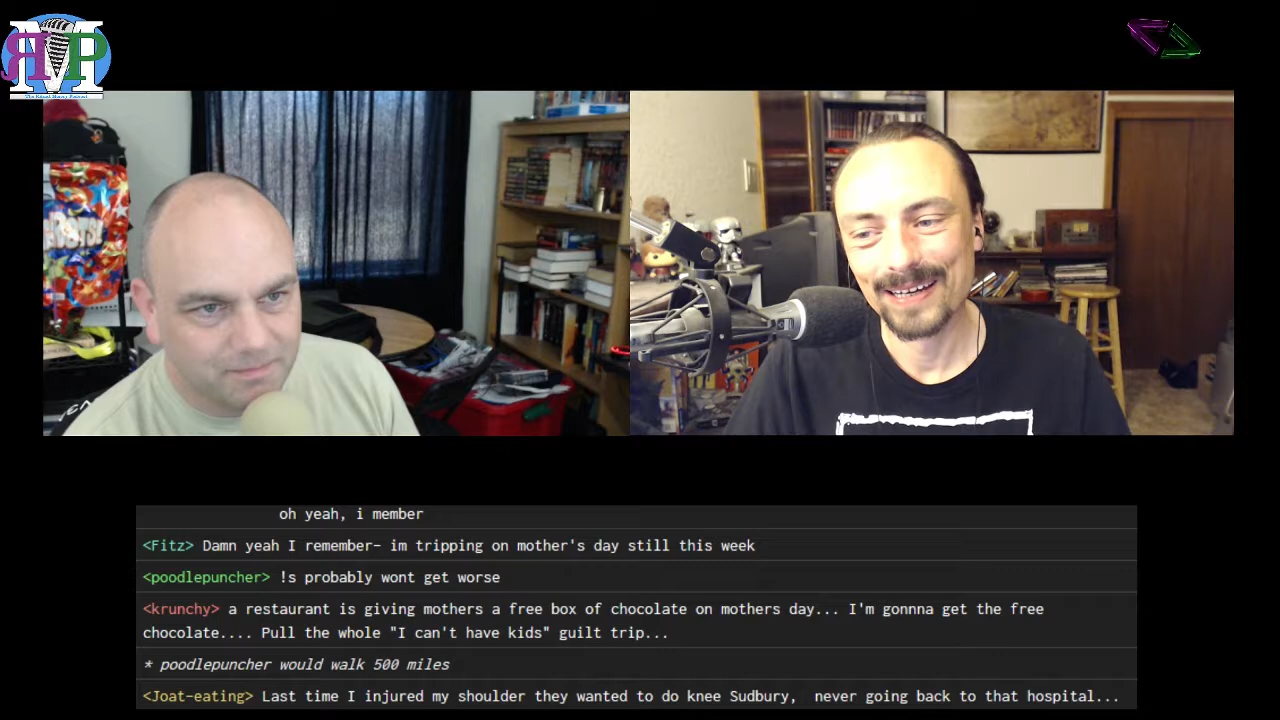 RMP
oh yeah, i member
<Fitz> Damn yeah I remember- im tripping on mother's day still this week
<poodlepuncher> !s probably wont get worse
<krunchy> a restaurant is giving mothers a free box of chocolate on mothers day... I'm gonnna get the free
chocolate.... Pull the whole "I can't have kids" guilt trip...
* poodlepuncher would walk 500 miles
<Joat-eating> Last time I injured my shoulder they wanted to do knee Sudbury,  never going back to that hospital...